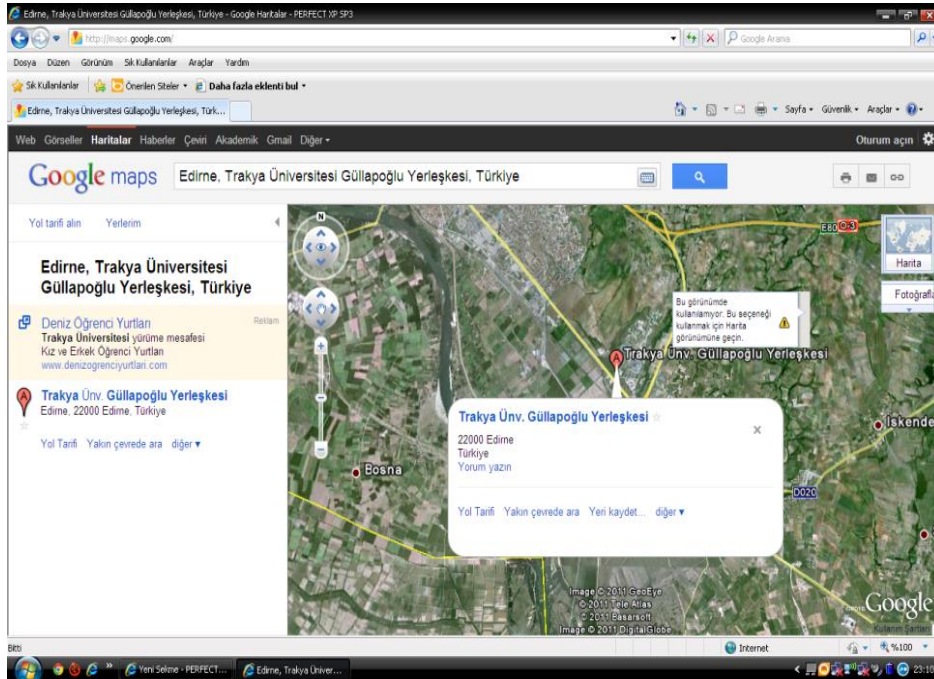 Edirne, Trakya Üniversitesi Güllapoğlu Yerleşkesi, Türkiye - Google Haritalar - PERFECT XP SP3
http://maps.google.com/
Google Arama
Dosya Düzen Görünüm Sık Kullanılanlar Araçlar Yardım
Sık Kullanılanlar Önerilen Siteler Daha fazla eklenti bul
Edirne, Trakya Üniversitesi Güllapoğlu Yerleşkesi, Türk...
Sayfa Güvenlik Araçlar
Web Görseller Haritalar Haberler Çeviri Akademik Gmail Diğer
Oturum açın
Google maps
Edirne, Trakya Üniversitesi Güllapoğlu Yerleşkesi, Türkiye
Yol tarifi alın Yerlerim
Edirne, Trakya Üniversitesi
Güllapoğlu Yerleşkesi, Türkiye
Deniz Öğrenci Yurtları
Reklam
Trakya Üniversitesi yürüme mesafesi
Kız ve Erkek Öğrenci Yurtları
www.denizogrenciyurtlari.com
A
Trakya Ünv. Güllapoğlu Yerleşkesi
Edirne, 22000 Edirne, Türkiye
Yol Tarifi Yakın çevrede ara diğer
N
E80 O-3
Harita
Fotoğrafla
Bu görünümde
kullanılamıyor. Bu seçeneği
kullanmak için Harita
görünümüne geçin.
A
Trakya Ünv. Güllapoğlu Yerleşkesi
İskende
Bosna
D020
Trakya Ünv. Güllapoğlu Yerleşkesi
22000 Edirne
Türkiye
Yorum yazın
Yol Tarifi Yakın çevrede ara Yeri kaydet... diğer
Image © 2011 GeoEye
© 2011 Tele Atlas
© 2011 Basarsoft
Image © 2011 DigitalGlobe
Google
Kullanım Şartları
Bitti
Internet
%100
Yeni Sekme - PERFECT...
Edirne, Trakya Üniver...
23:10